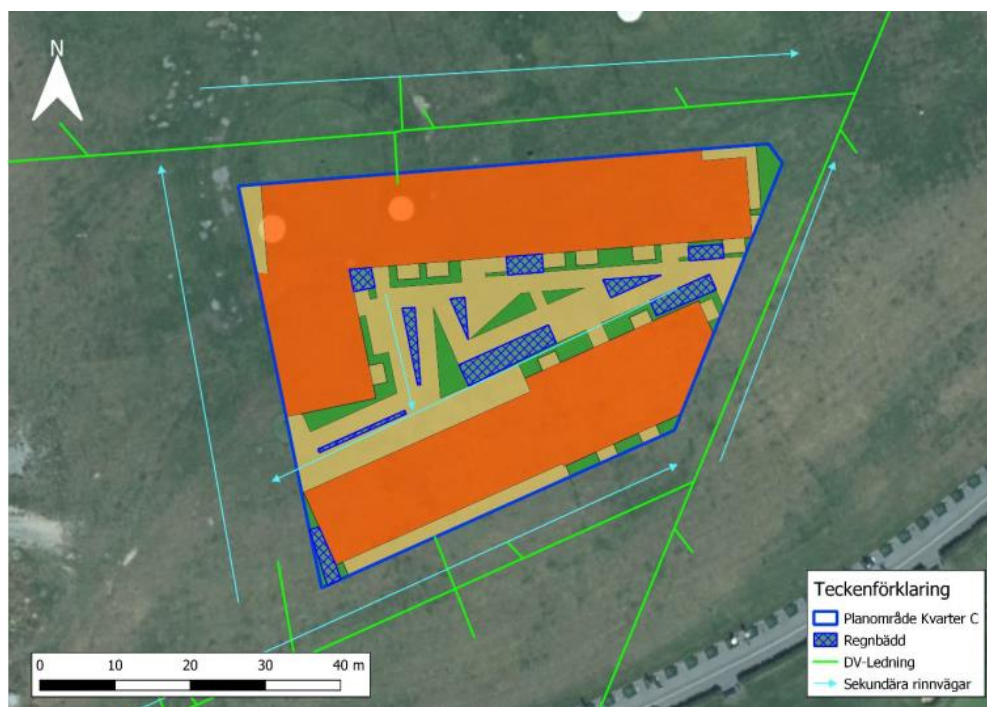 N
Teckenförklaring
Planområde Kvarter C
Regnbädd
DV-Ledning
Sekundära rinnvägar
0 10 20 30 40 m